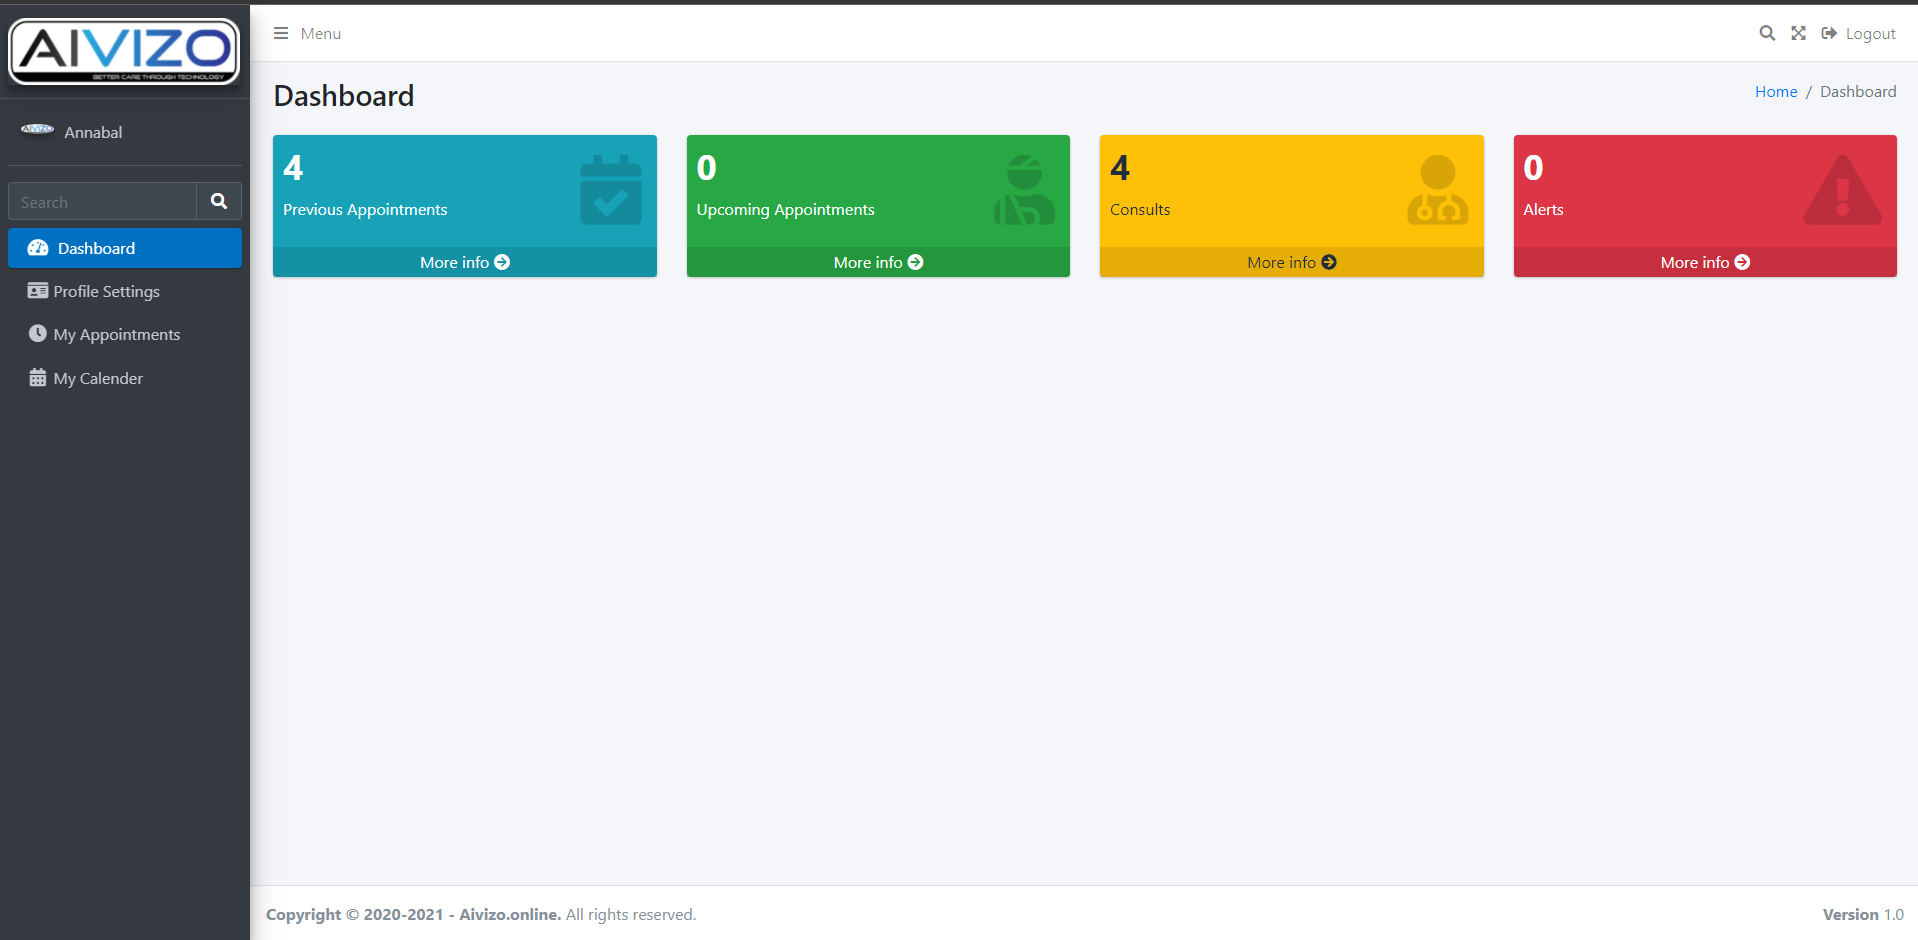 AIVIZO
BETTER CARE THROUGH TECHNOLOGY
Menu
Logout
AIVIZO
Annabal
Search
Dashboard
Profile Settings
My Appointments
My Calender
Dashboard
Home / Dashboard
4
Previous Appointments
More info
0
Upcoming Appointments
More info
4
Consults
More info
0
Alerts
More info
Copyright © 2020-2021 - Aivizo.online. All rights reserved.
Version 1.0